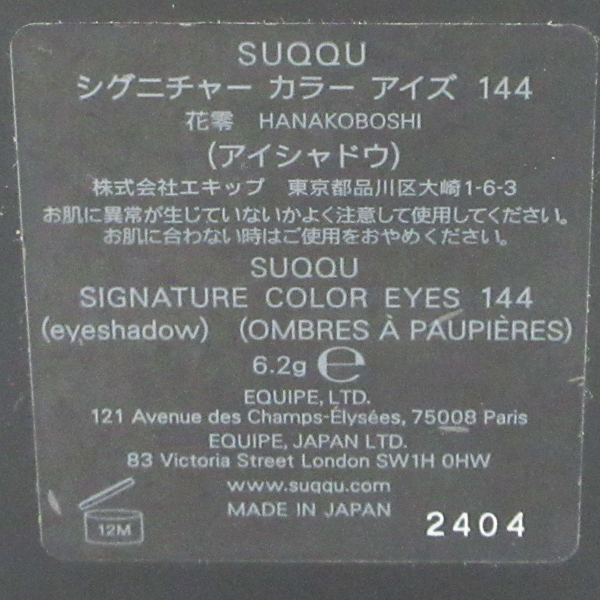 SUQQU
シグニチャー カラー アイズ 144
花零 HANAKOBOSHI
(アイシャドウ)
株式会社エキップ 東京都品川区大崎1-6-3
お肌に異常が生じていないかよく注意して使用してください。
お肌に合わない時はご使用をおやめください。
SUQQU
SIGNATURE COLOR EYES 144
(eyeshadow) (OMBRES À PAUPIÈRES)
6.2g ℮
EQUIPE, LTD.
121 Avenue des Champs-Élysées, 75008 Paris
EQUIPE, JAPAN LTD.
83 Victoria Street London SW1H 0HW
www.suqqu.com
MADE IN JAPAN
12M
2404